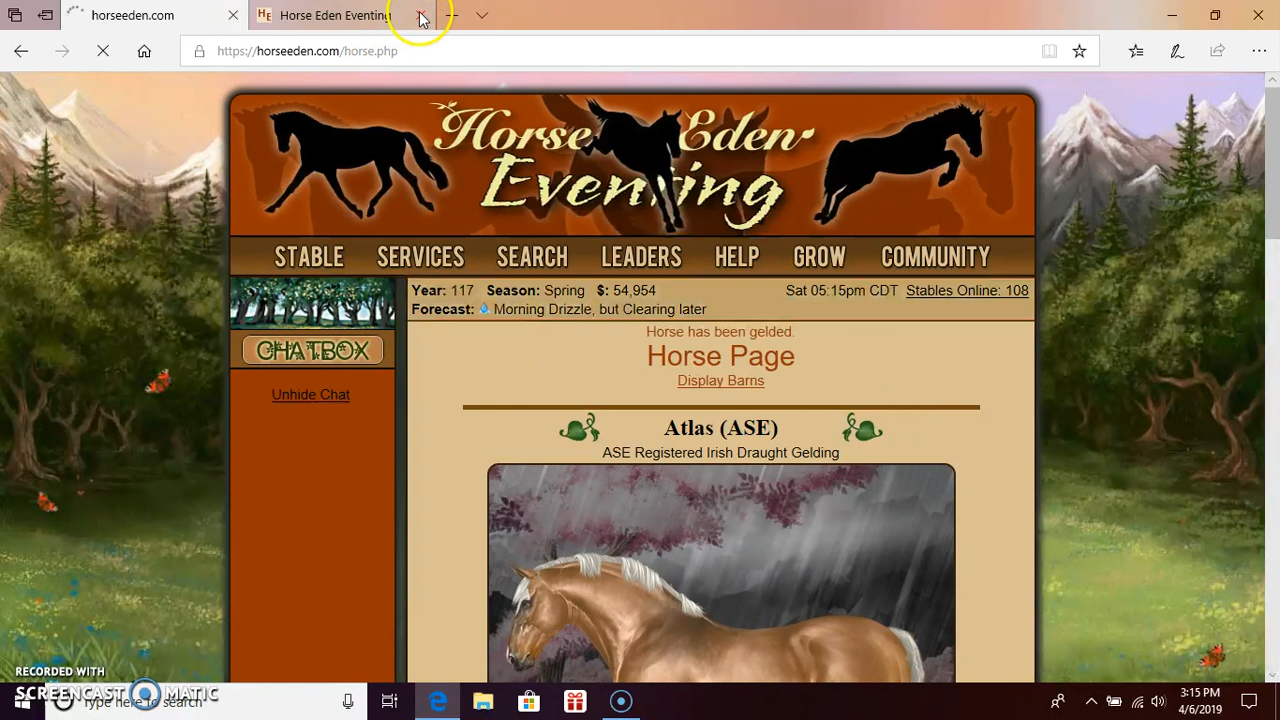 horseeden.com
HE Horse Eden Eventing
https://horseeden.com/horse.php
Horse Eden
Eventing
STABLE SERVICES SEARCH LEADERS HELP GROW COMMUNITY
Year: 117 Season: Spring $: 54,954 Sat 05:15pm CDT Stables Online: 108
Forecast: Morning Drizzle, but Clearing later
CHATBOX
Unhide Chat
Horse has been gelded.
Horse Page
Display Barns
Atlas (ASE)
ASE Registered Irish Draught Gelding
RECORDED WITH
SCREENCAST MATIC
Type here to search
3:15 PM
4/6/2019